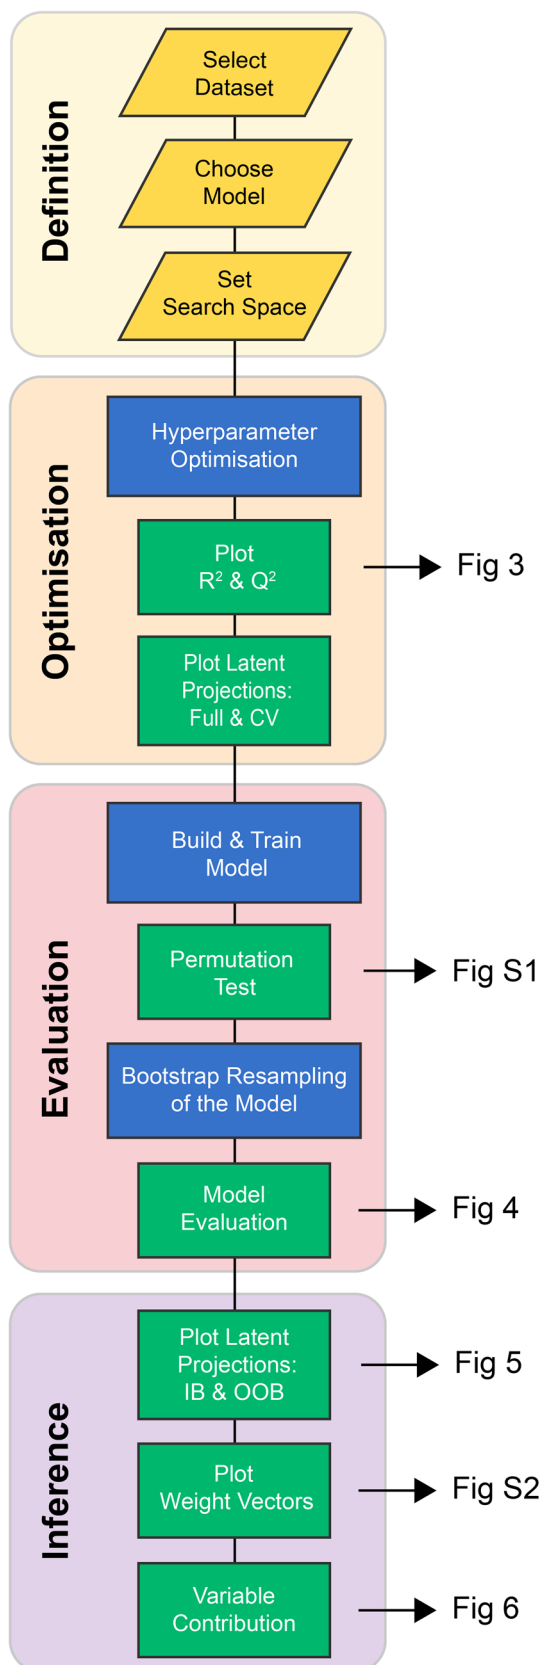 Definition
Select
Dataset
Choose
Model
Set
Search Space
Optimisation
Hyperparameter
Optimisation
Plot
R² & Q²
Fig 3
Plot Latent
Projections:
Full & CV
Evaluation
Build & Train
Model
Permutation
Test
Fig S1
Bootstrap Resampling
of the Model
Model
Evaluation
Fig 4
Inference
Plot Latent
Projections:
IB & OOB
Fig 5
Plot
Weight Vectors
Fig S2
Variable
Contribution
Fig 6